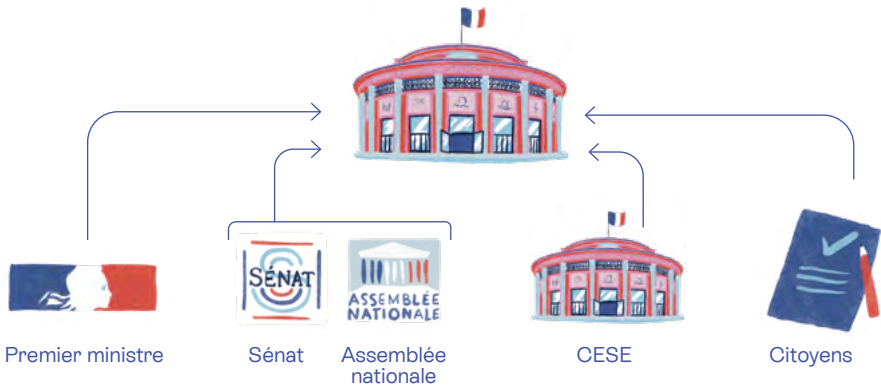 SÉNAT
ASSEMBLÉE
NATIONALE
Premier ministre
Sénat
Assemblée
nationale
CESE
Citoyens